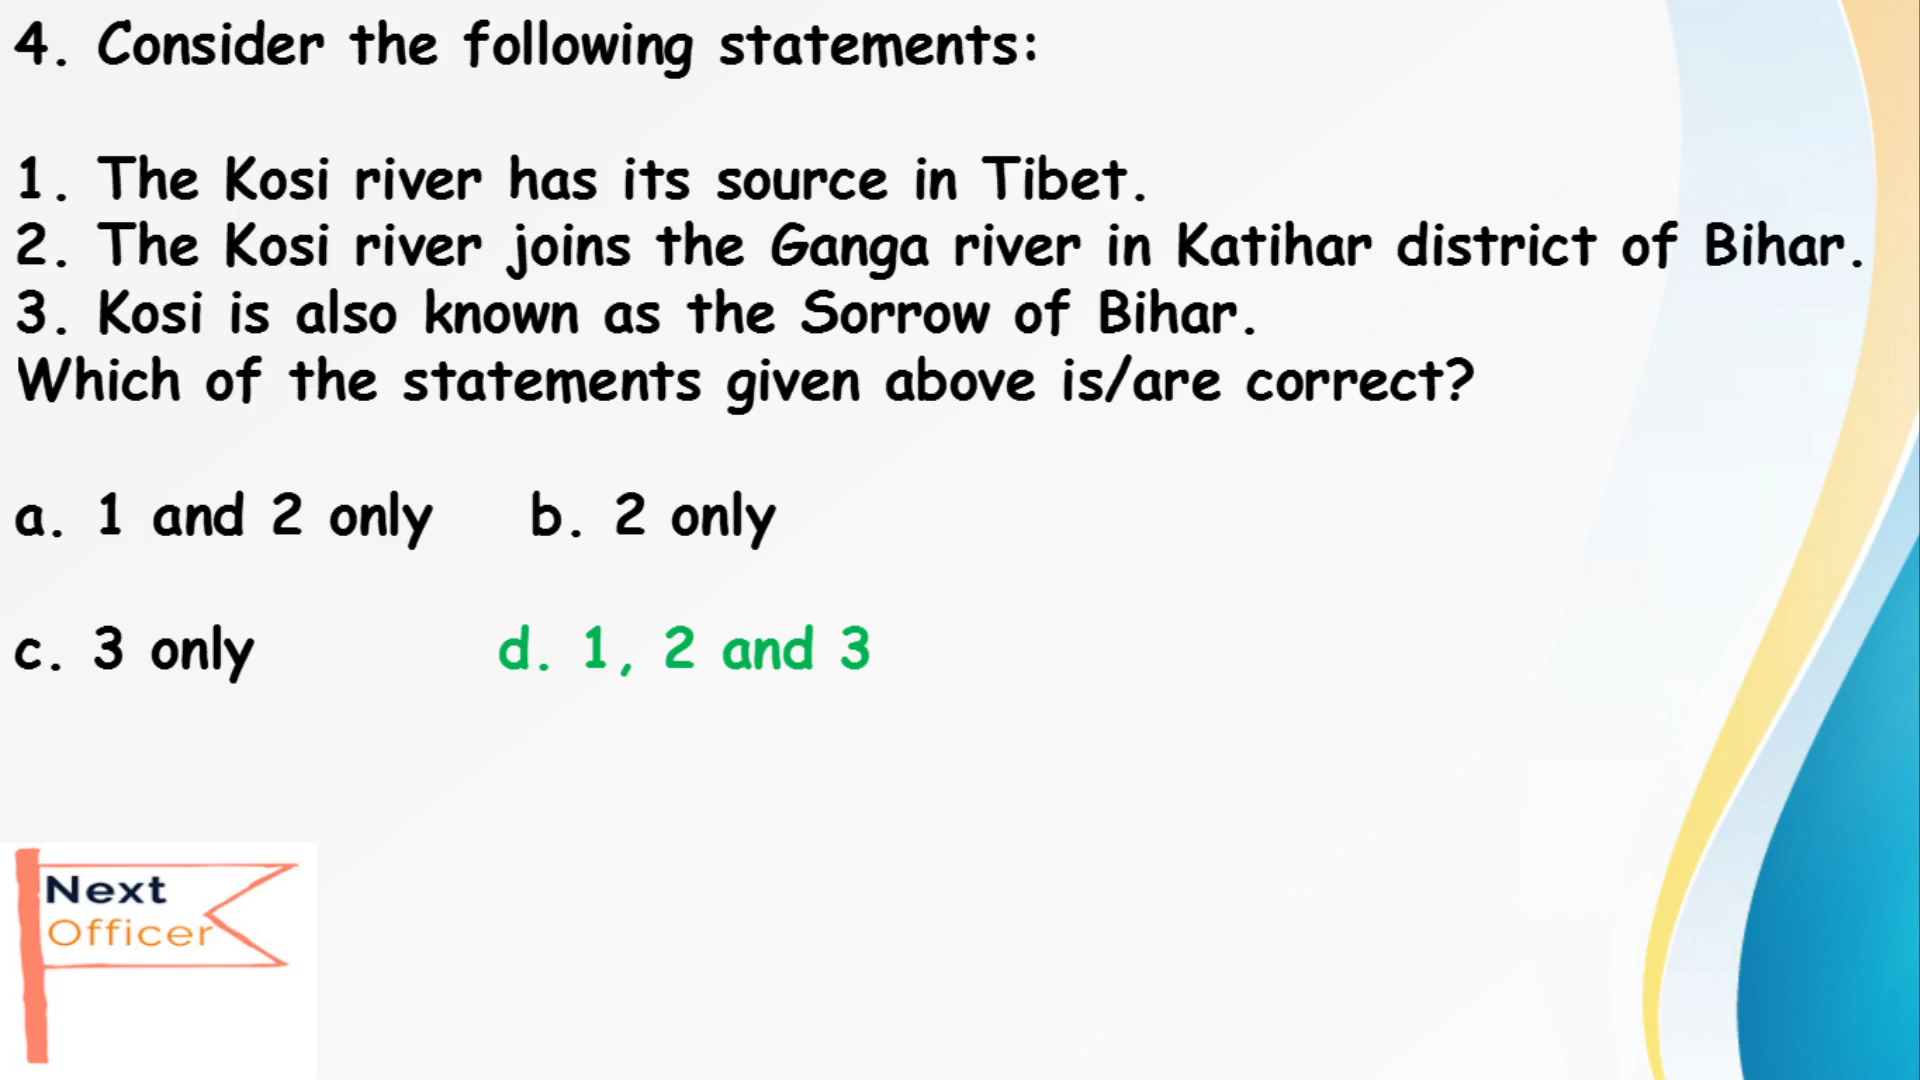 4. Consider the following statements:
1. The Kosi river has its source in Tibet.
2. The Kosi river joins the Ganga river in Katihar district of Bihar.
3. Kosi is also known as the Sorrow of Bihar.
Which of the statements given above is/are correct?
a. 1 and 2 only b. 2 only
c. 3 only d. 1, 2 and 3
Next
Officer